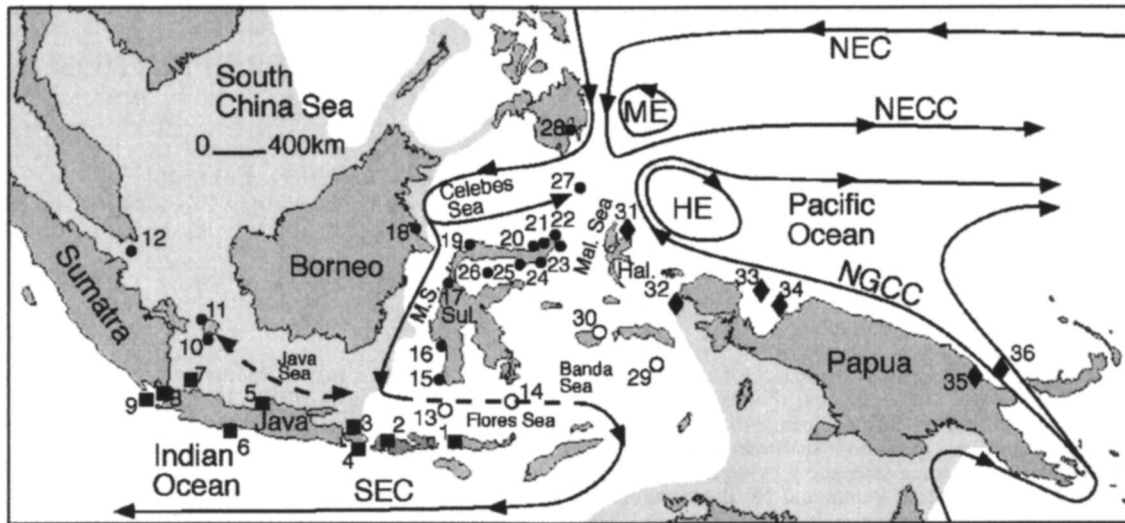 NEC
South
China Sea
0 400km
ME
NECC
28
Celebes
Sea
27
HE
Pacific
Ocean
12
18
19
20
21
22
Mal. Sea
31
Sumatra
Borneo
26
25
24
23
Hal.
32
33
34
NGCC
M.S.
17
Sul.
11
10
Java
Sea
16
30
Papua
36
35
15
Banda
Sea
29
9
8
7
5
Java
3
2
13
1
14
Flores Sea
6
4
Indian
Ocean
SEC